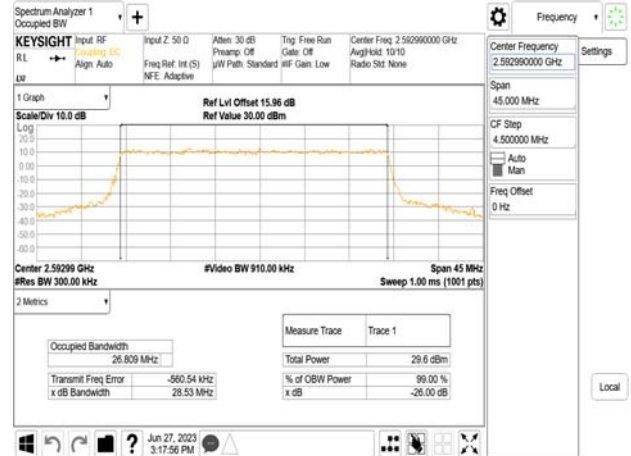 Spectrum Analyzer 1
Occupied BW
Frequency
KEYSIGHT
RL
Input: RF
Coupling: DC
Align: Auto
Input Z: 50 Ω
Freq Ref: Int (S)
NFE: Adaptive
Atten: 30 dB
Preamp: Off
µW Path: Standard
Trig: Free Run
Gate: Off
#IF Gain: Low
Center Freq: 2.592990000 GHz
Avg|Hold: 10/10
Radio Std: None
1 Graph
Scale/Div 10.0 dB
Ref Lvl Offset 15.96 dB
Ref Value 30.00 dBm
Log
20.0
10.0
0.00
-10.0
-20.0
-30.0
-40.0
-50.0
-60.0
Center 2.59299 GHz
#Res BW 300.00 kHz
#Video BW 910.00 kHz
Span 45 MHz
Sweep 1.00 ms (1001 pts)
2 Metrics
Occupied Bandwidth
26.809 MHz
Transmit Freq Error -560.54 kHz
x dB Bandwidth 28.53 MHz
Measure Trace Trace 1
Total Power 29.6 dBm
% of OBW Power 99.00 %
x dB -26.00 dB
Center Frequency
2.592990000 GHz
Settings
Span
45.000 MHz
CF Step
4.500000 MHz
Auto
Man
Freq Offset
0 Hz
Local
Jun 27, 2023
3:17:56 PM